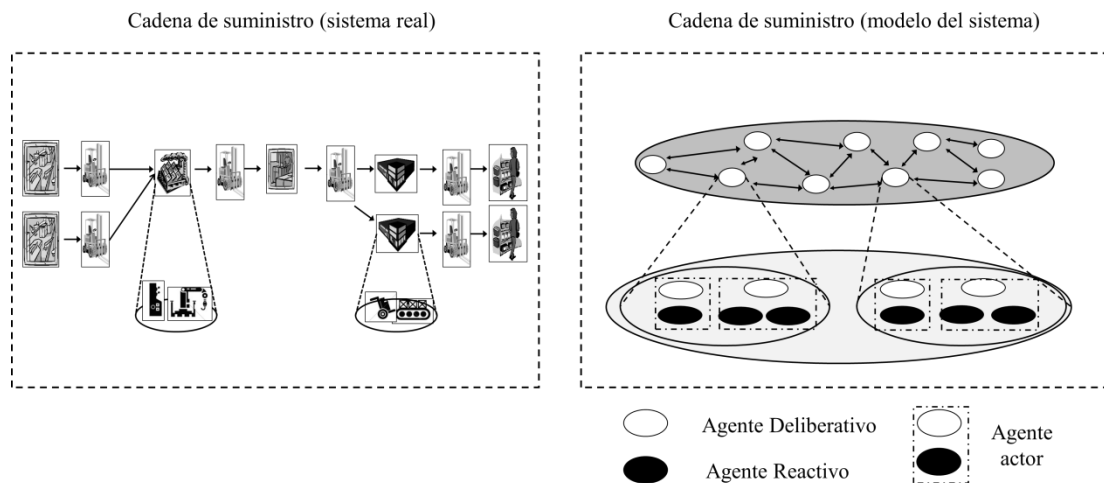 Cadena de suministro (sistema real)
Cadena de suministro (modelo del sistema)
Agente Deliberativo
Agente Reactivo
Agente
actor